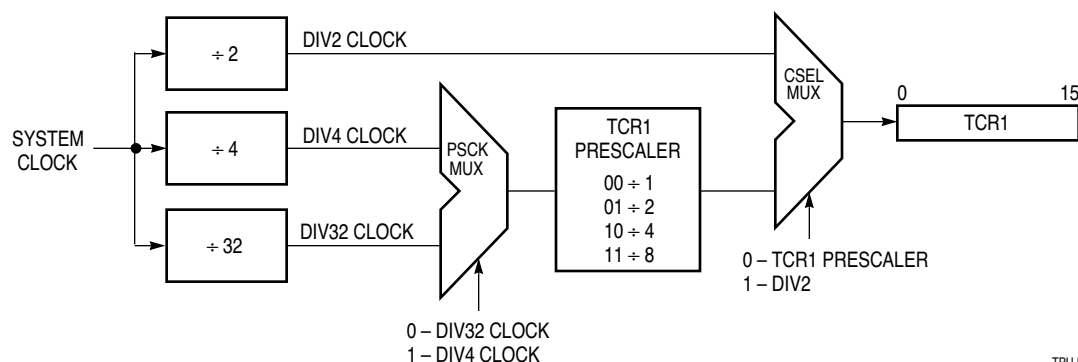 ÷ 2
DIV2 CLOCK
CSEL
MUX
0
15
TCR1
SYSTEM
CLOCK
÷ 4
DIV4 CLOCK
PSCK
MUX
TCR1
PRESCALER
00 ÷ 1
01 ÷ 2
10 ÷ 4
11 ÷ 8
÷ 32
DIV32 CLOCK
0 – TCR1 PRESCALER
1 – DIV2
0 – DIV32 CLOCK
1 – DIV4 CLOCK